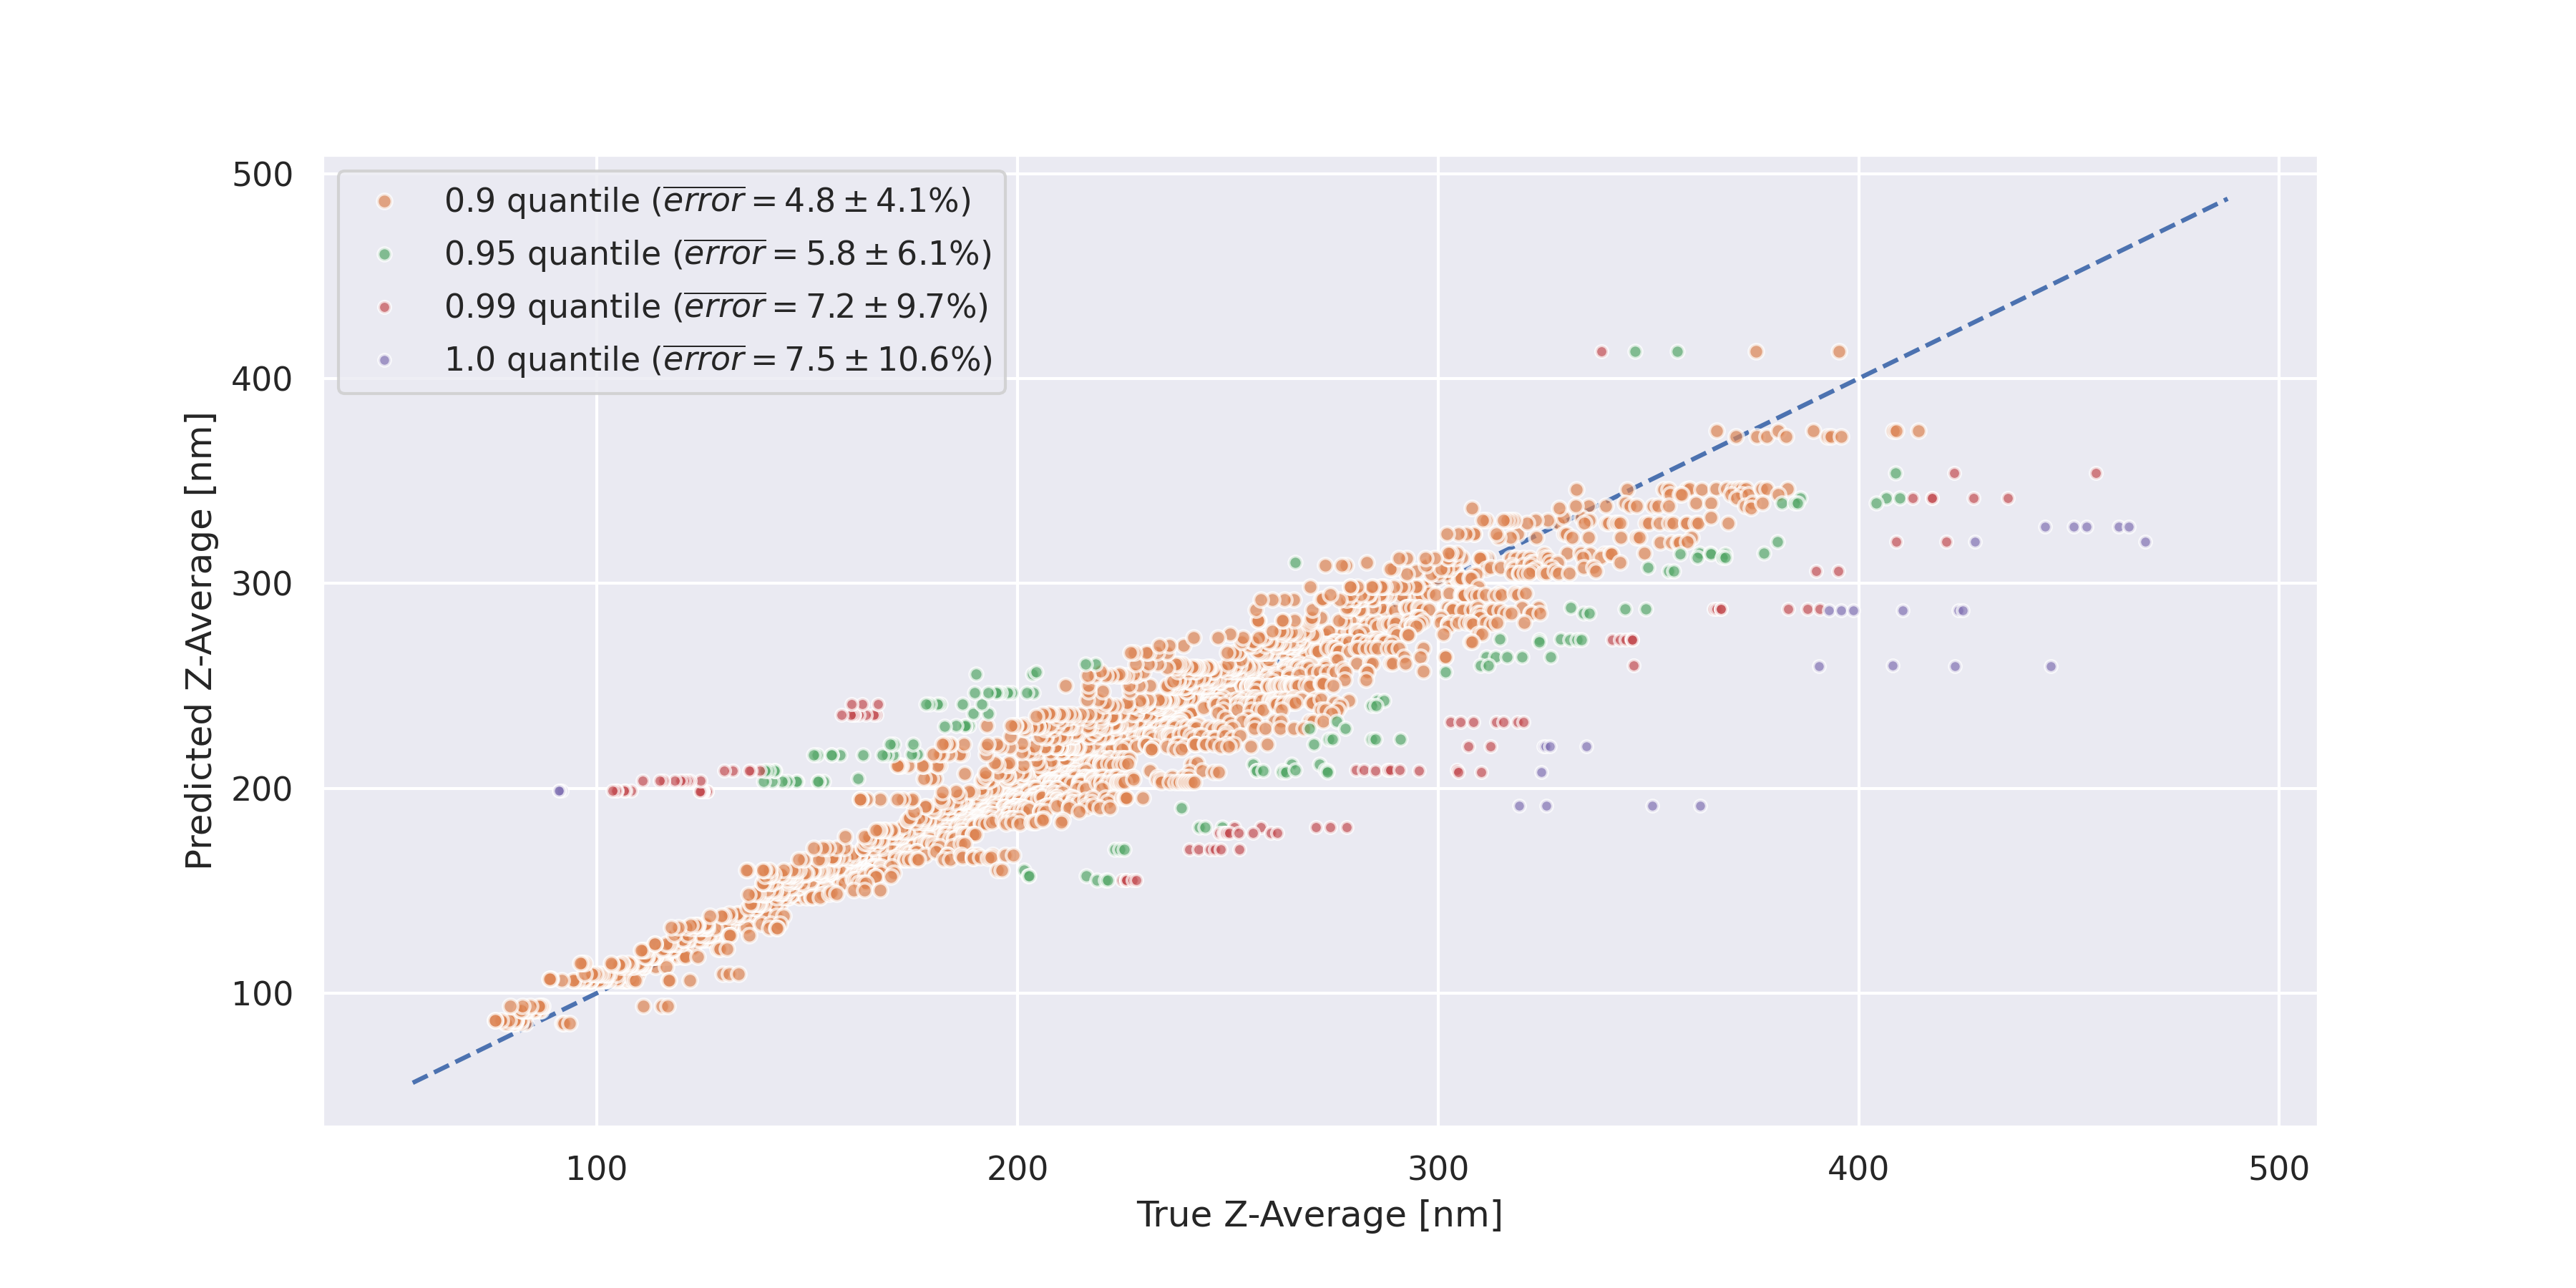 500
400
300
200
100
Predicted Z-Average [nm]
0.9 quantile (error = 4.8 ± 4.1%)
0.95 quantile (error = 5.8 ± 6.1%)
0.99 quantile (error = 7.2 ± 9.7%)
1.0 quantile (error = 7.5 ± 10.6%)
100 200 300 400 500
True Z-Average [nm]